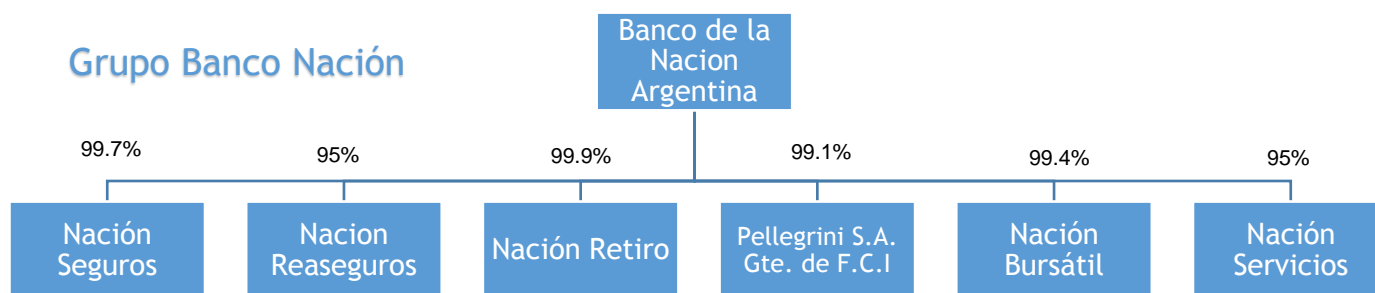 Grupo Banco Nación
Banco de la
Nacion
Argentina
99.7%
95%
99.9%
99.1%
99.4%
95%
Nación
Seguros
Nacion
Reaseguros
Nación Retiro
Pellegrini S.A.
Gte. de F.C.I
Nación
Bursátil
Nación
Servicios